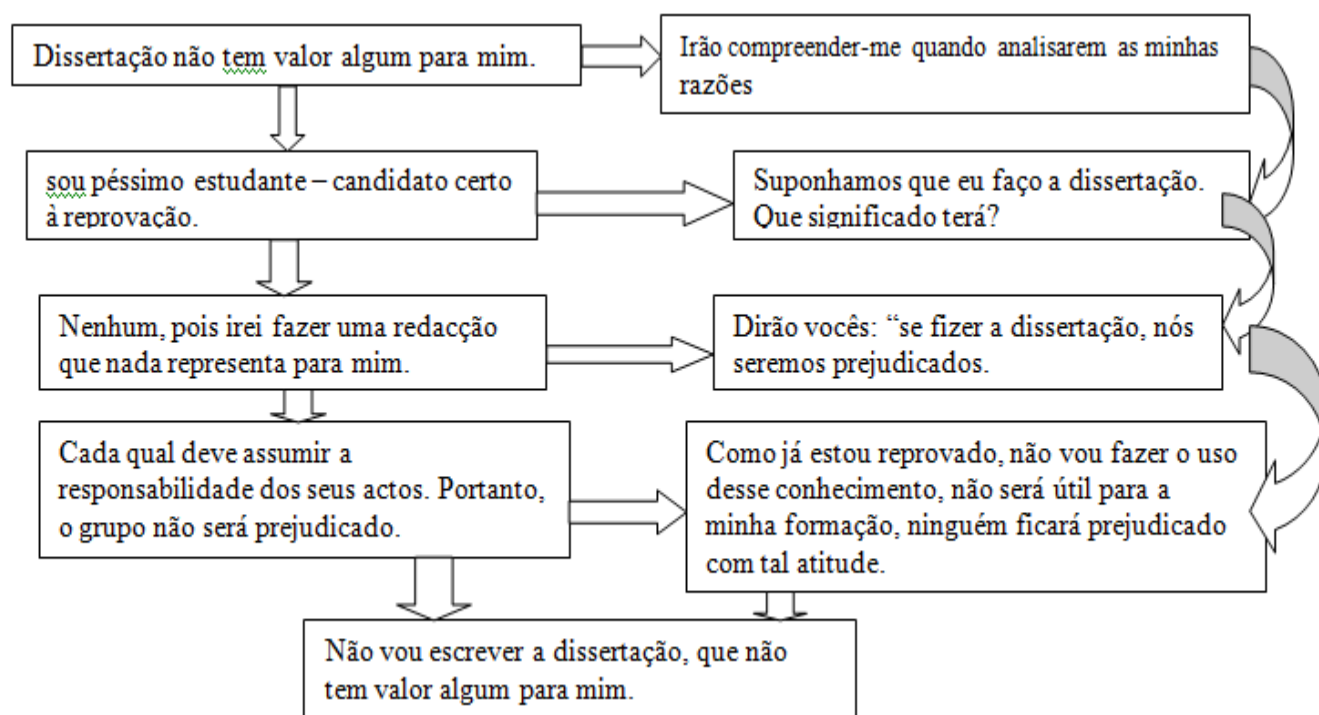 Dissertação não tem valor algum para mim.
Irão compreender-me quando analisarem as minhas
razões
sou péssimo estudante – candidato certo
à reprovação.
Suponhamos que eu faço a dissertação.
Que significado terá?
Nenhum, pois irei fazer uma redacção
que nada representa para mim.
Dirão vocês: “se fizer a dissertação, nós
seremos prejudicados.
Cada qual deve assumir a
responsabilidade dos seus actos. Portanto,
o grupo não será prejudicado.
Como já estou reprovado, não vou fazer o uso
desse conhecimento, não será útil para a
minha formação, ninguém ficará prejudicado
com tal atitude.
Não vou escrever a dissertação, que não
tem valor algum para mim.